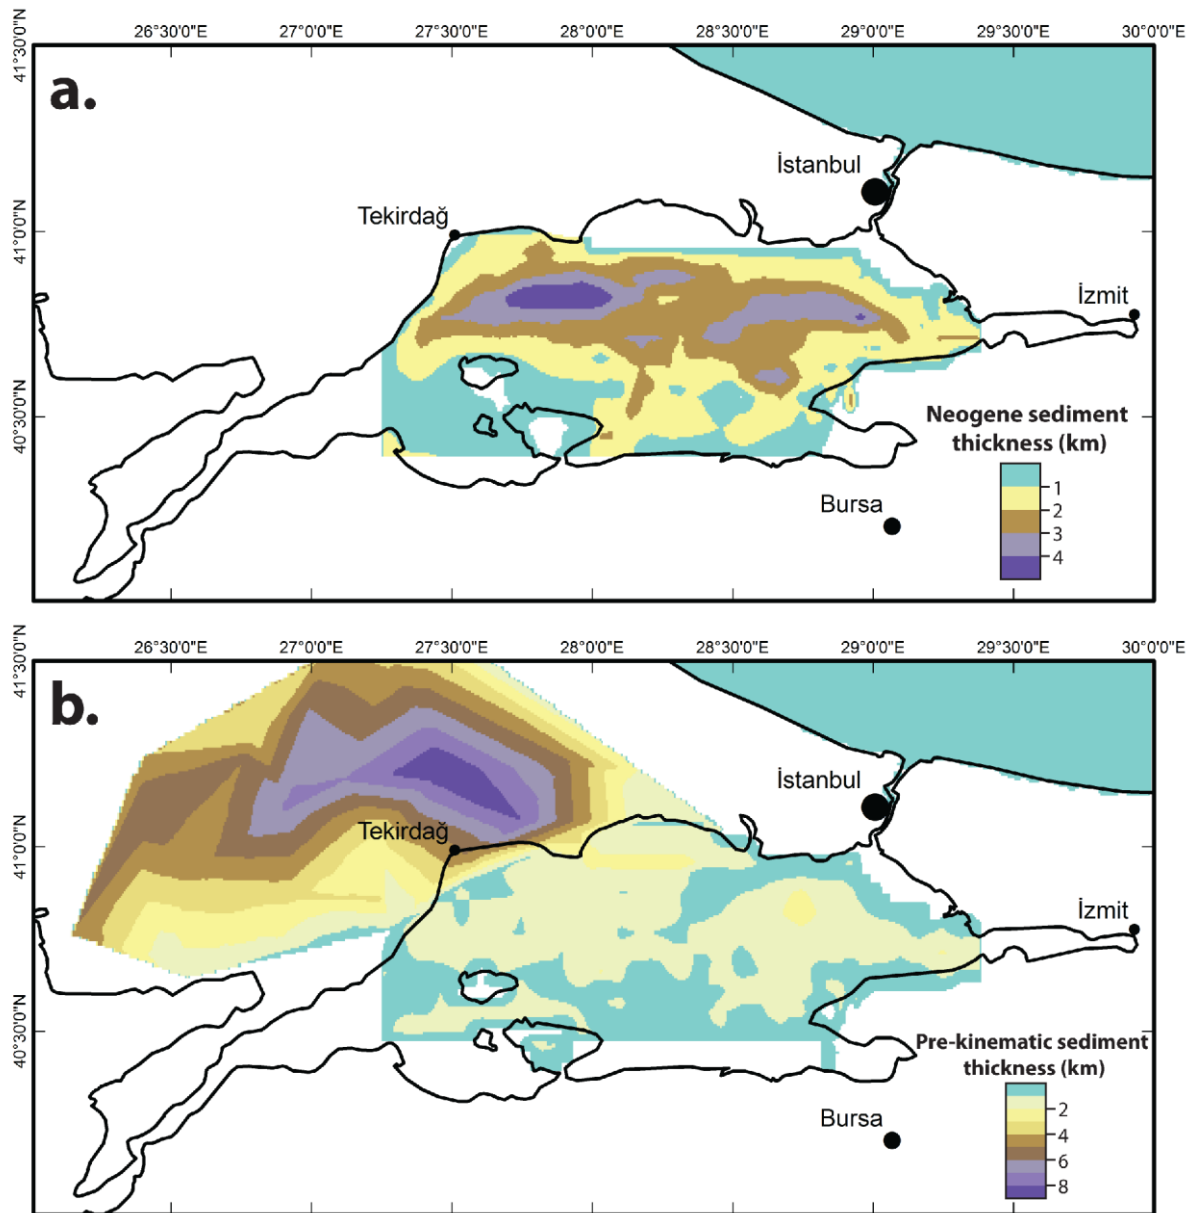 26°30'0"E 27°0'0"E 27°30'0"E 28°0'0"E 28°30'0"E 29°0'0"E 29°30'0"E 30°0'0"E
41°30'0"N
a.
İstanbul
Tekirdağ
41°0'0"N
İzmit
40°30'0"N
Neogene sediment
thickness (km)
1
2
3
4
Bursa
26°30'0"E 27°0'0"E 27°30'0"E 28°0'0"E 28°30'0"E 29°0'0"E 29°30'0"E 30°0'0"E
41°30'0"N
b.
İstanbul
Tekirdağ
41°0'0"N
İzmit
40°30'0"N
Pre-kinematic sediment
thickness (km)
2
4
6
8
Bursa